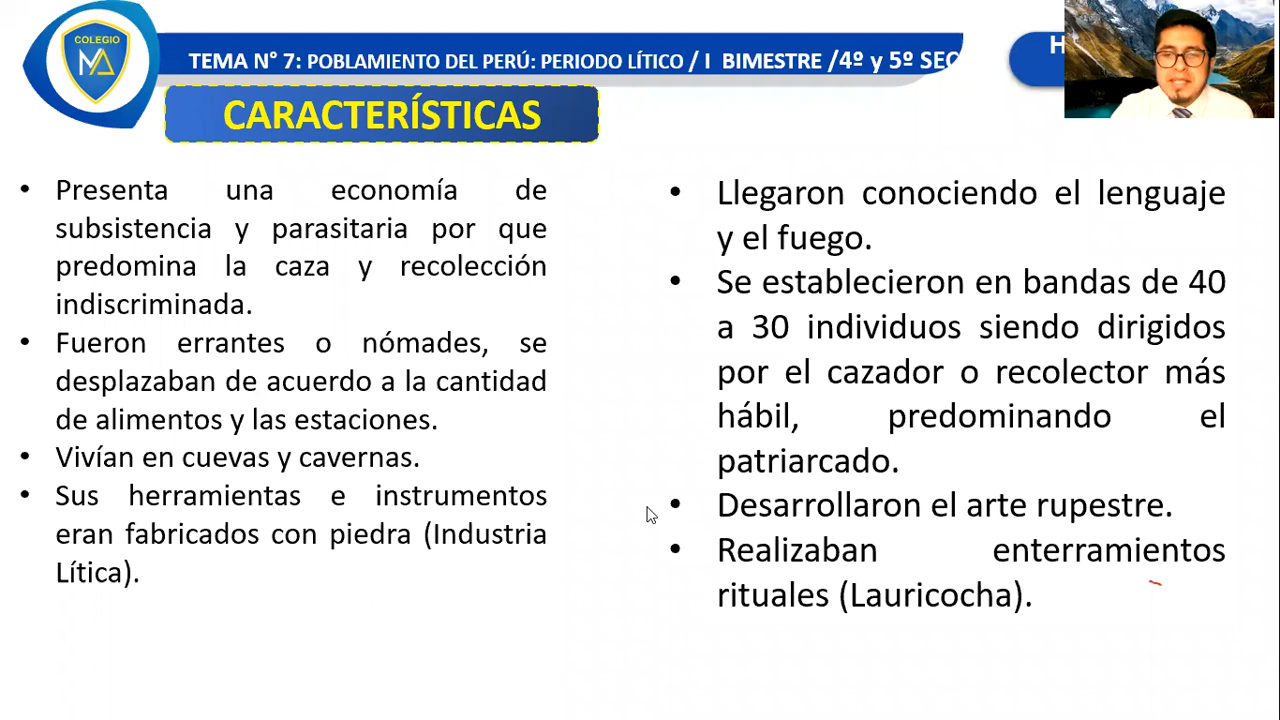 COLEGIO
TEMA N° 7: POBLAMIENTO DEL PERÚ: PERIODO LÍTICO / I BIMESTRE /4º y 5º SEC
H
CARACTERÍSTICAS
• Presenta una economía de
subsistencia y parasitaria por que
predomina la caza y recolección
indiscriminada.
• Fueron errantes o nómades, se
desplazaban de acuerdo a la cantidad
de alimentos y las estaciones.
• Vivían en cuevas y cavernas.
• Sus herramientas e instrumentos
eran fabricados con piedra (Industria
Lítica).
• Llegaron conociendo el lenguaje
y el fuego.
• Se establecieron en bandas de 40
a 30 individuos siendo dirigidos
por el cazador o recolector más
hábil, predominando el
patriarcado.
• Desarrollaron el arte rupestre.
• Realizaban enterramientos
rituales (Lauricocha).